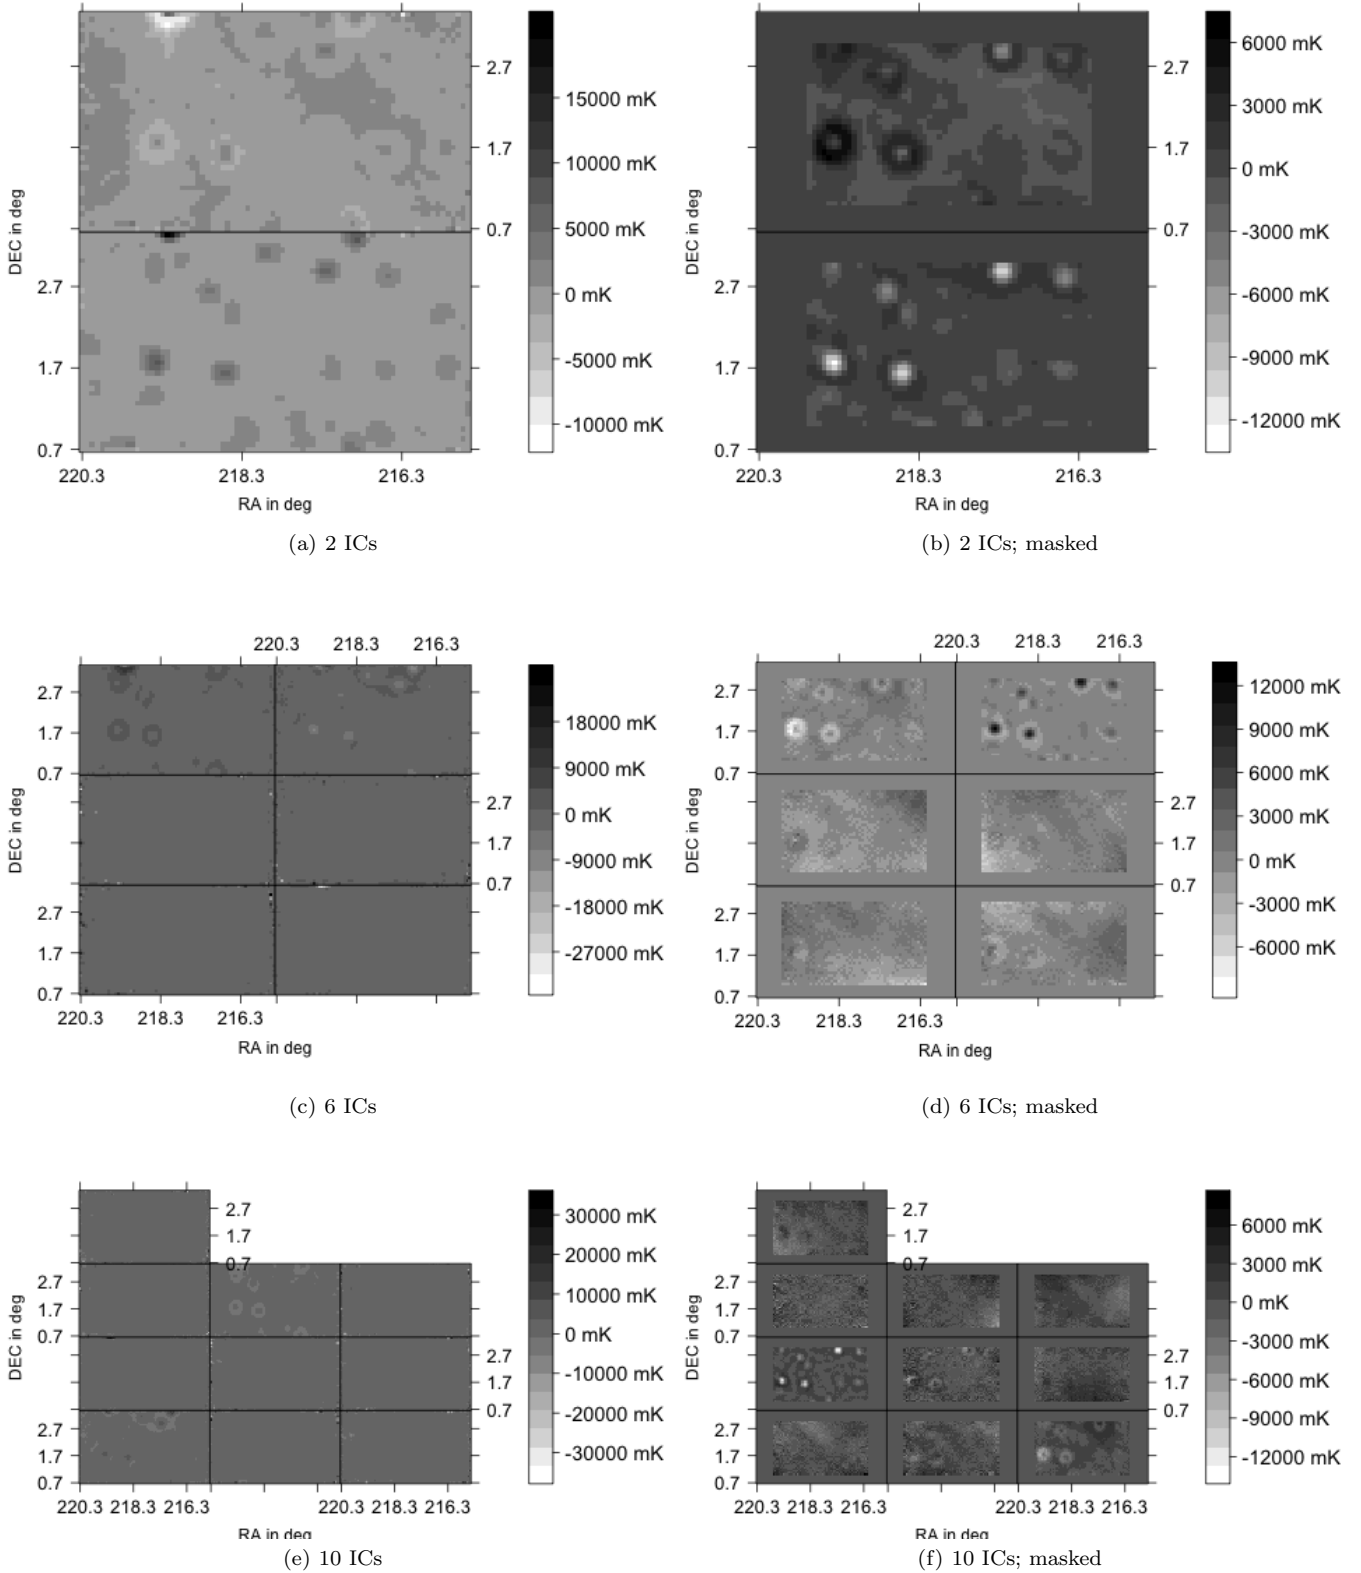 2.7
1.7
0.7
2.7
1.7
0.7
DEC in deg
220.3 218.3 216.3
RA in deg
15000 mK
10000 mK
5000 mK
0 mK
-5000 mK
-10000 mK
(a) 2 ICs
2.7
1.7
0.7
2.7
1.7
0.7
DEC in deg
220.3 218.3 216.3
RA in deg
6000 mK
3000 mK
0 mK
-3000 mK
-6000 mK
-9000 mK
-12000 mK
(b) 2 ICs; masked
220.3 218.3 216.3
2.7
1.7
0.7
2.7
1.7
0.7
2.7
1.7
0.7
DEC in deg
220.3 218.3 216.3
RA in deg
18000 mK
9000 mK
0 mK
-9000 mK
-18000 mK
-27000 mK
(c) 6 ICs
220.3 218.3 216.3
2.7
1.7
0.7
2.7
1.7
0.7
2.7
1.7
0.7
DEC in deg
220.3 218.3 216.3
RA in deg
12000 mK
9000 mK
6000 mK
3000 mK
0 mK
-3000 mK
-6000 mK
(d) 6 ICs; masked
2.7
1.7
0.7
2.7
1.7
0.7
2.7
1.7
0.7
2.7
1.7
0.7
DEC in deg
220.3 218.3 216.3 220.3 218.3 216.3
RA in deg
30000 mK
20000 mK
10000 mK
0 mK
-10000 mK
-20000 mK
-30000 mK
(e) 10 ICs
2.7
1.7
0.7
2.7
1.7
0.7
2.7
1.7
0.7
2.7
1.7
0.7
DEC in deg
220.3 218.3 216.3 220.3 218.3 216.3
RA in deg
6000 mK
3000 mK
0 mK
-3000 mK
-6000 mK
-9000 mK
-12000 mK
(f) 10 ICs; masked